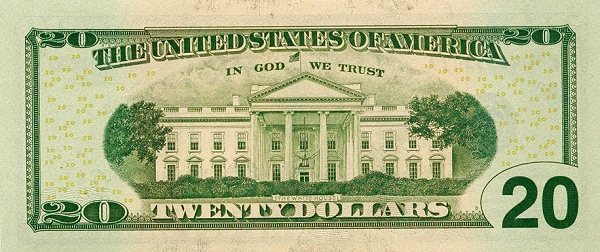 20 THE UNITED STATES OF AMERICA 20
IN GOD WE TRUST
THE WHITE HOUSE
20 TWENTY DOLLARS 20